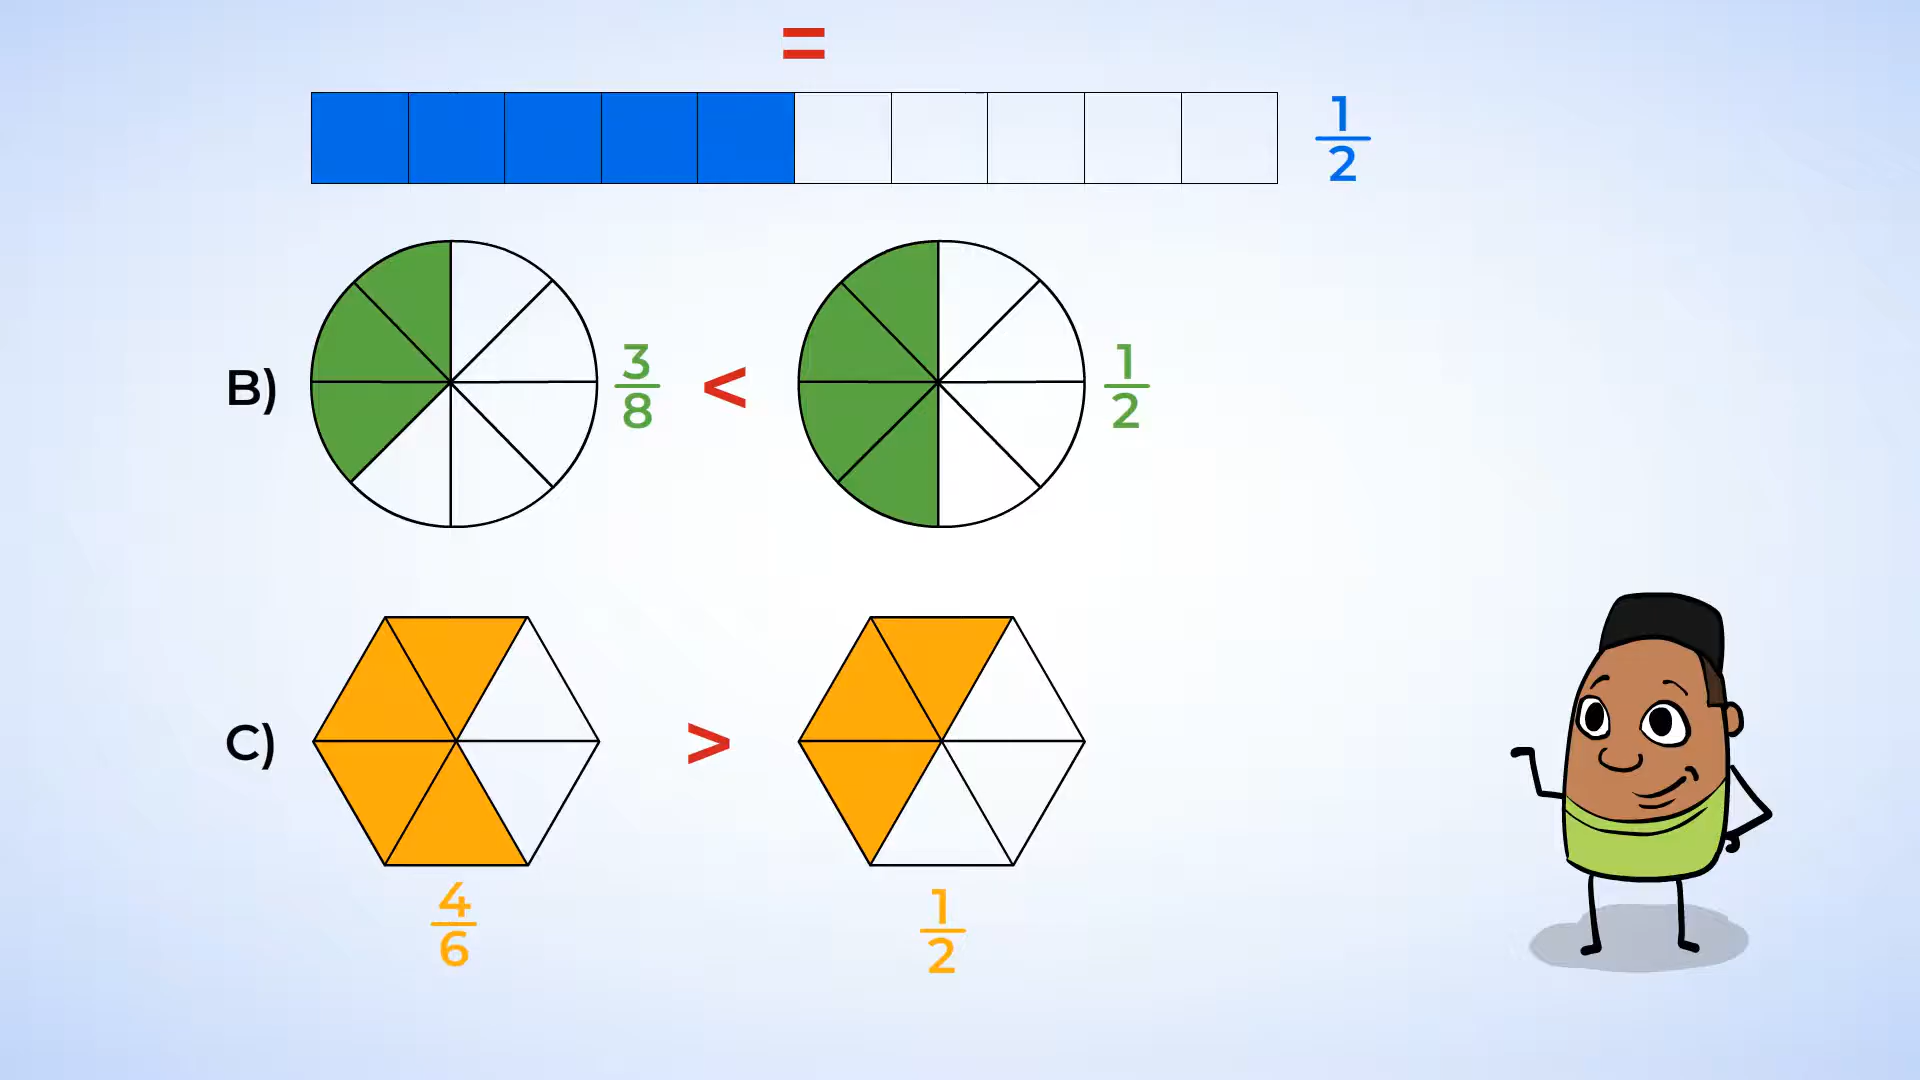 =
1/2
B) 3/8 < 1/2
C) >
4/6 1/2